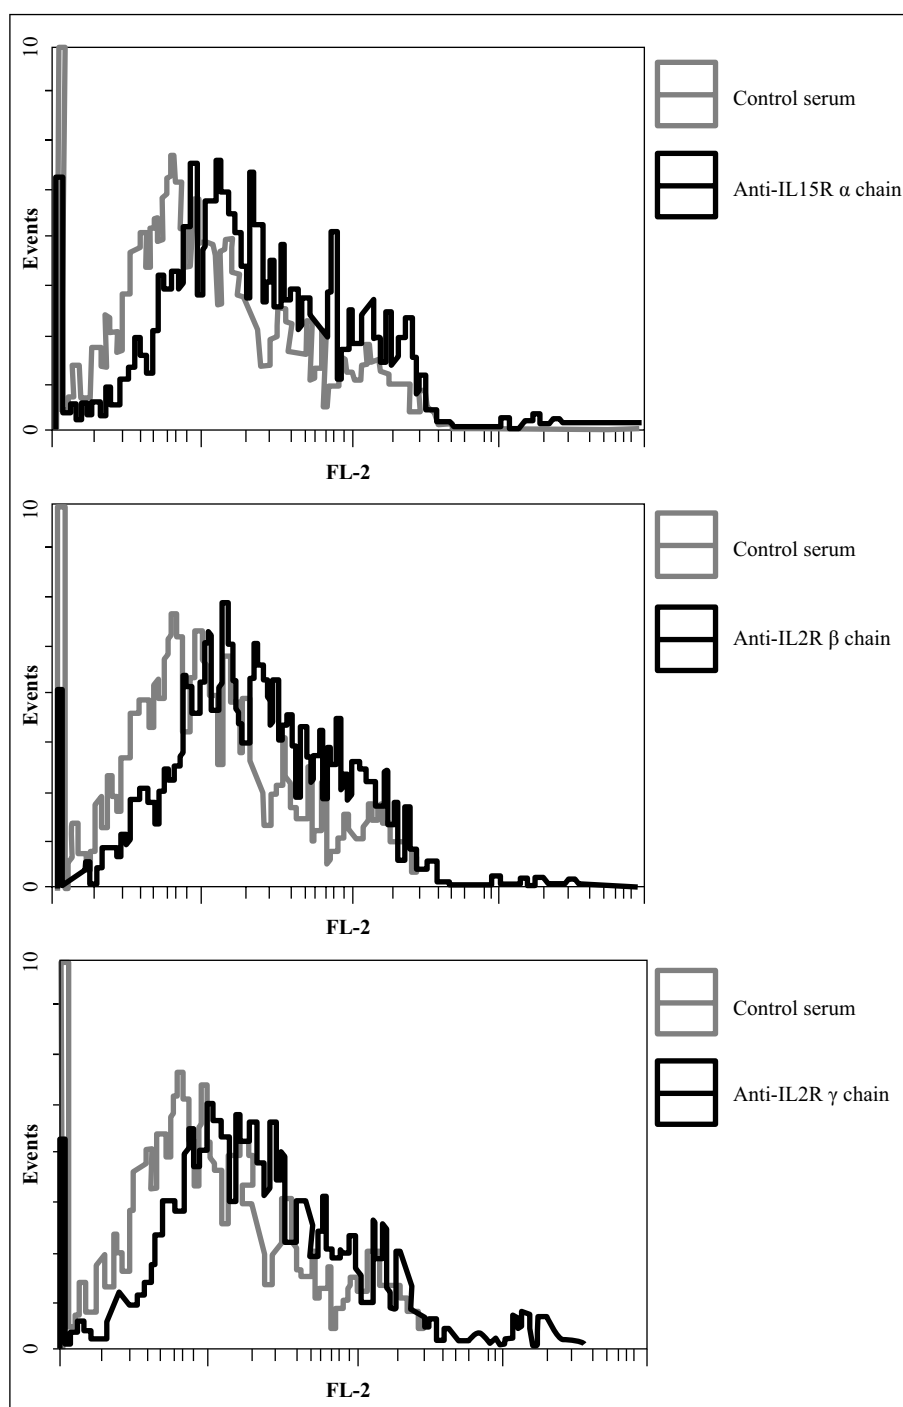 10
Events
0
FL-2
Control serum
Anti-IL15R α chain
10
Events
0
FL-2
Control serum
Anti-IL2R β chain
10
Events
0
FL-2
Control serum
Anti-IL2R γ chain